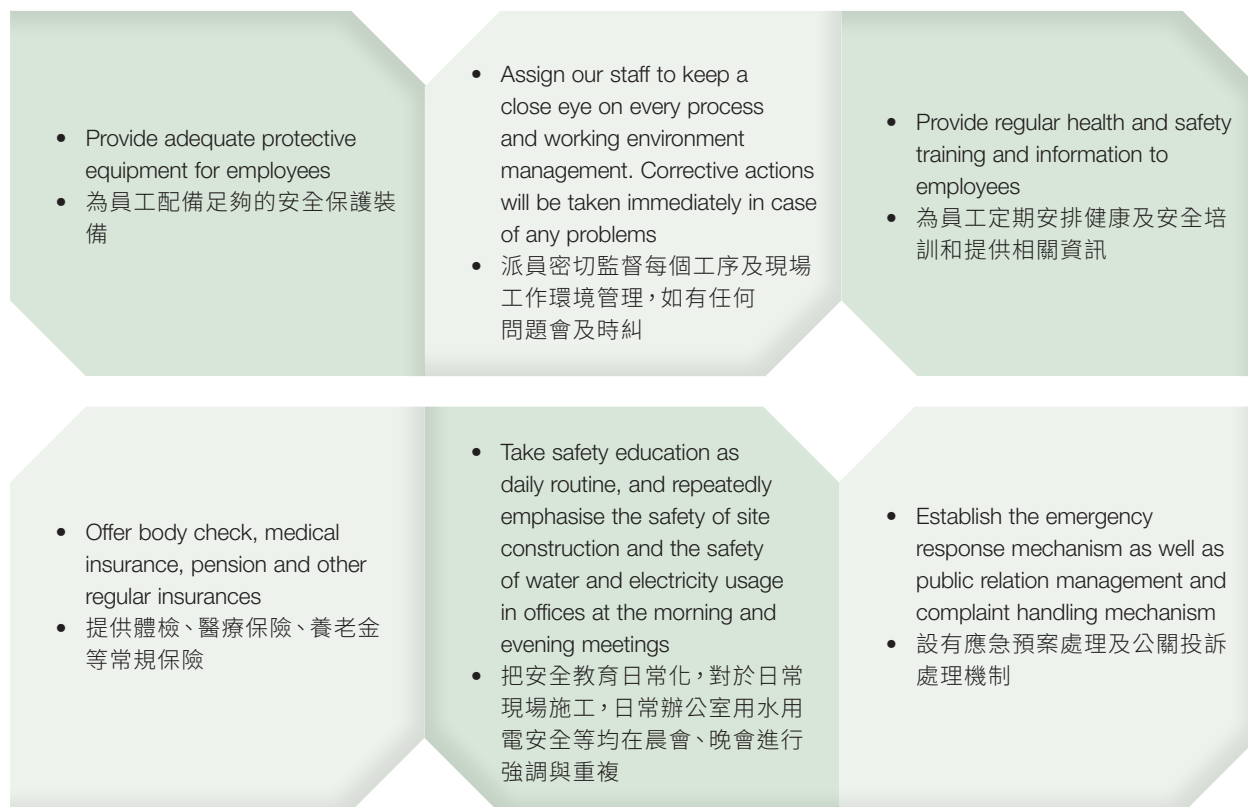 • Provide adequate protective
equipment for employees
• 為員工配備足夠的安全保護裝
備
• Assign our staff to keep a
close eye on every process
and working environment
management. Corrective actions
will be taken immediately in case
of any problems
• 派員密切監督每個工序及現場
工作環境管理，如有任何
問題會及時糾
• Provide regular health and safety
training and information to
employees
• 為員工定期安排健康及安全培
訓和提供相關資訊
• Offer body check, medical
insurance, pension and other
regular insurances
• 提供體檢、醫療保險、養老金
等常規保險
• Take safety education as
daily routine, and repeatedly
emphasise the safety of site
construction and the safety
of water and electricity usage
in offices at the morning and
evening meetings
• 把安全教育日常化，對於日常
現場施工，日常辦公室用水用
電安全等均在晨會、晚會進行
強調與重複
• Establish the emergency
response mechanism as well as
public relation management and
complaint handling mechanism
• 設有應急預案處理及公關投訴
處理機制